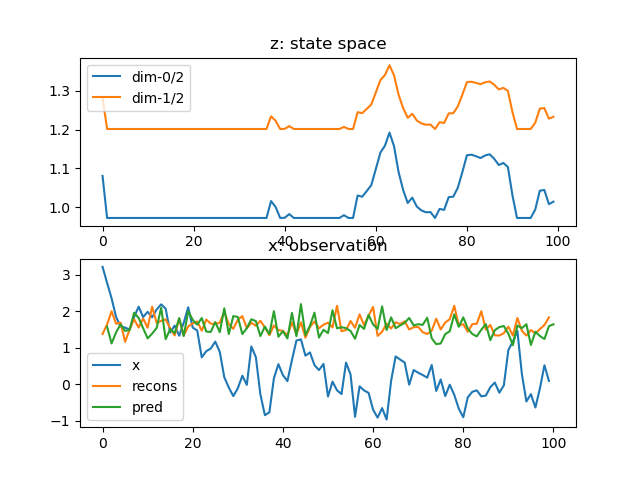 z: state space
dim-0/2
dim-1/2
1.3
1.2
1.1
1.0
0 20 40 60 80 100
x: observation
3
2
1
0
−1
x
recons
pred
0 20 40 60 80 100